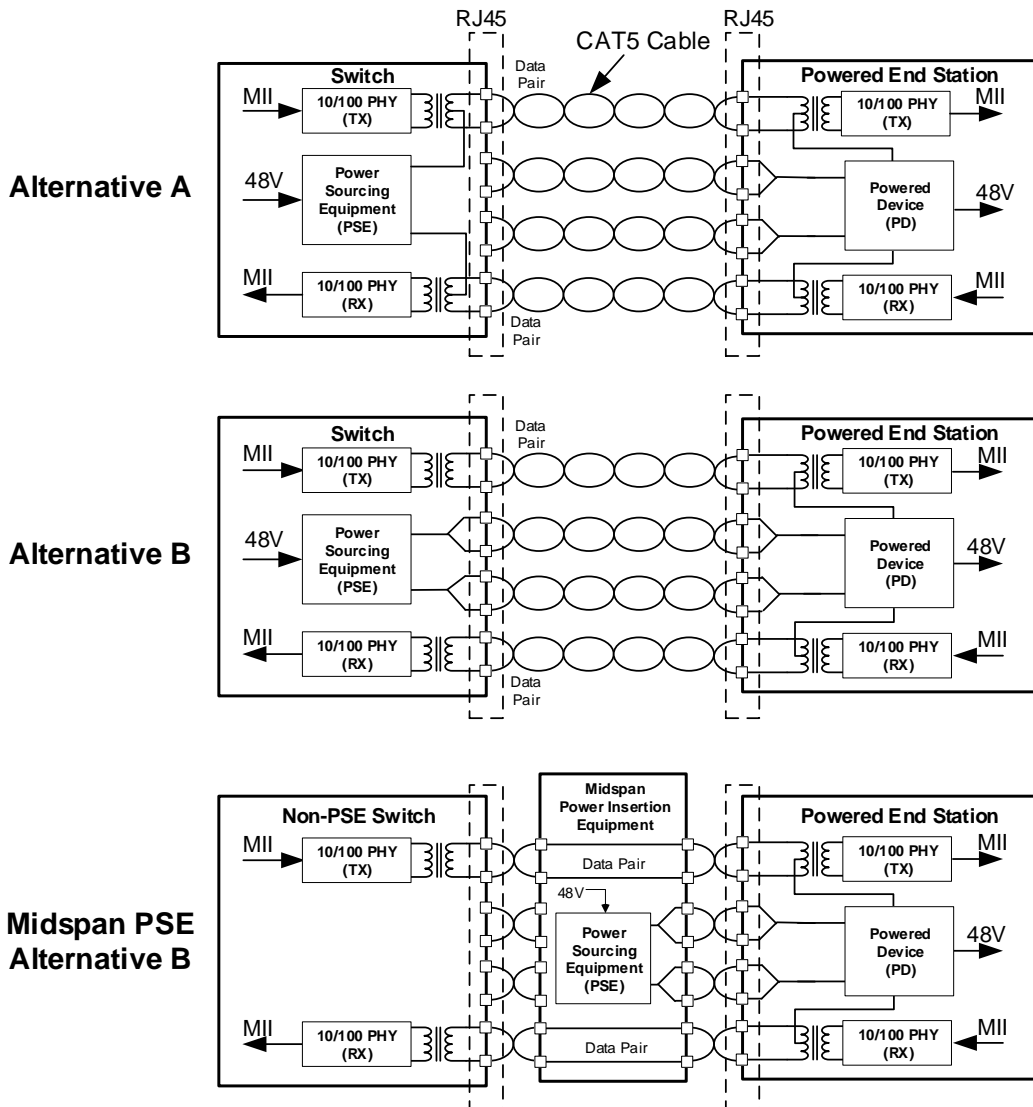 RJ45
RJ45
CAT5 Cable
Alternative A
Switch
MII
10/100 PHY
(TX)
48V
Power
Sourcing
Equipment
(PSE)
MII
10/100 PHY
(RX)
Data
Pair
Data
Pair
Powered End Station
10/100 PHY
(TX)
MII
Powered
Device
(PD)
48V
10/100 PHY
(RX)
MII
Alternative B
Switch
MII
10/100 PHY
(TX)
48V
Power
Sourcing
Equipment
(PSE)
MII
10/100 PHY
(RX)
Data
Pair
Data
Pair
Powered End Station
10/100 PHY
(TX)
MII
Powered
Device
(PD)
48V
10/100 PHY
(RX)
MII
Midspan PSE
Alternative B
Non-PSE Switch
MII
10/100 PHY
(TX)
MII
10/100 PHY
(RX)
Midspan
Power Insertion
Equipment
Data Pair
48V
Power
Sourcing
Equipment
(PSE)
Data Pair
Powered End Station
10/100 PHY
(TX)
MII
Powered
Device
(PD)
48V
10/100 PHY
(RX)
MII